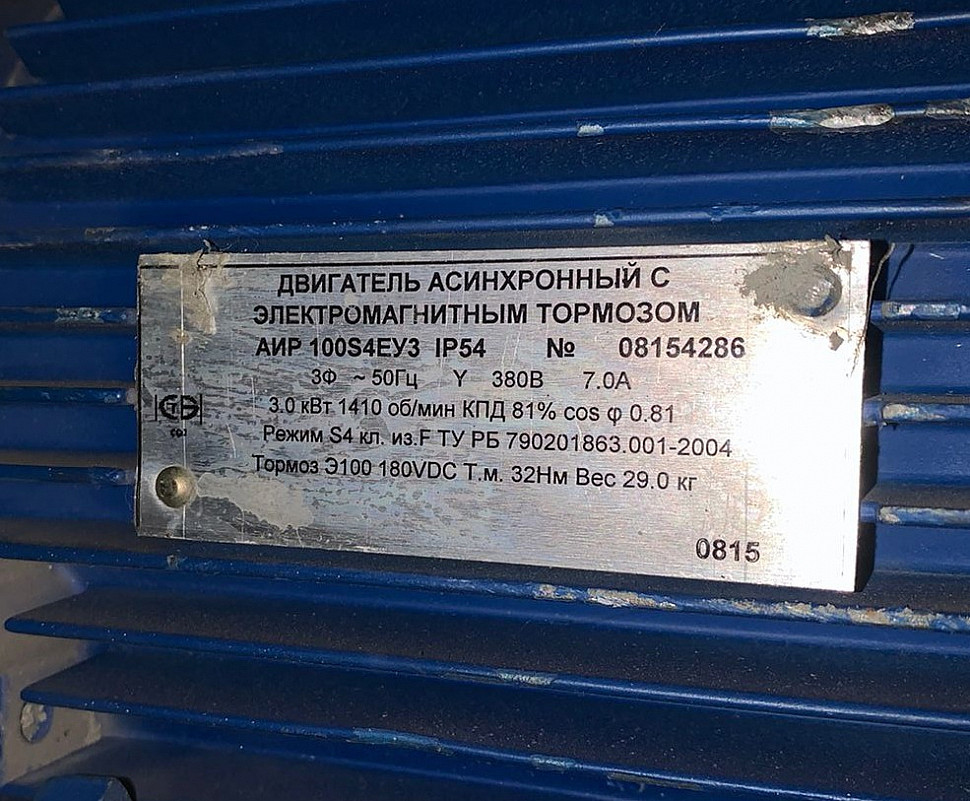 ДВИГАТЕЛЬ АСИНХРОННЫЙ С
ЭЛЕКТРОМАГНИТНЫМ ТОРМОЗОМ
АИР 100S4ЕУ3 IP54 № 08154286
3Ф ~ 50Гц Y 380В 7.0А
3.0 кВт 1410 об/мин КПД 81% cos φ 0.81
Режим S4 кл. из.F ТУ РБ 790201863.001-2004
Тормоз Э100 180VDC Т.м. 32Нм Вес 29.0 кг
0815